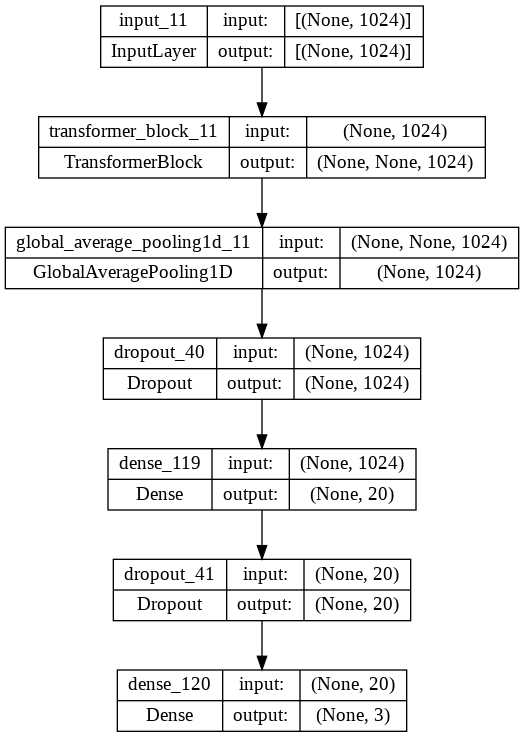 input_11 input: [(None, 1024)]
InputLayer output: [(None, 1024)]
transformer_block_11 input: (None, 1024)
TransformerBlock output: (None, None, 1024)
global_average_pooling1d_11 input: (None, None, 1024)
GlobalAveragePooling1D output: (None, 1024)
dropout_40 input: (None, 1024)
Dropout output: (None, 1024)
dense_119 input: (None, 1024)
Dense output: (None, 20)
dropout_41 input: (None, 20)
Dropout output: (None, 20)
dense_120 input: (None, 20)
Dense output: (None, 3)